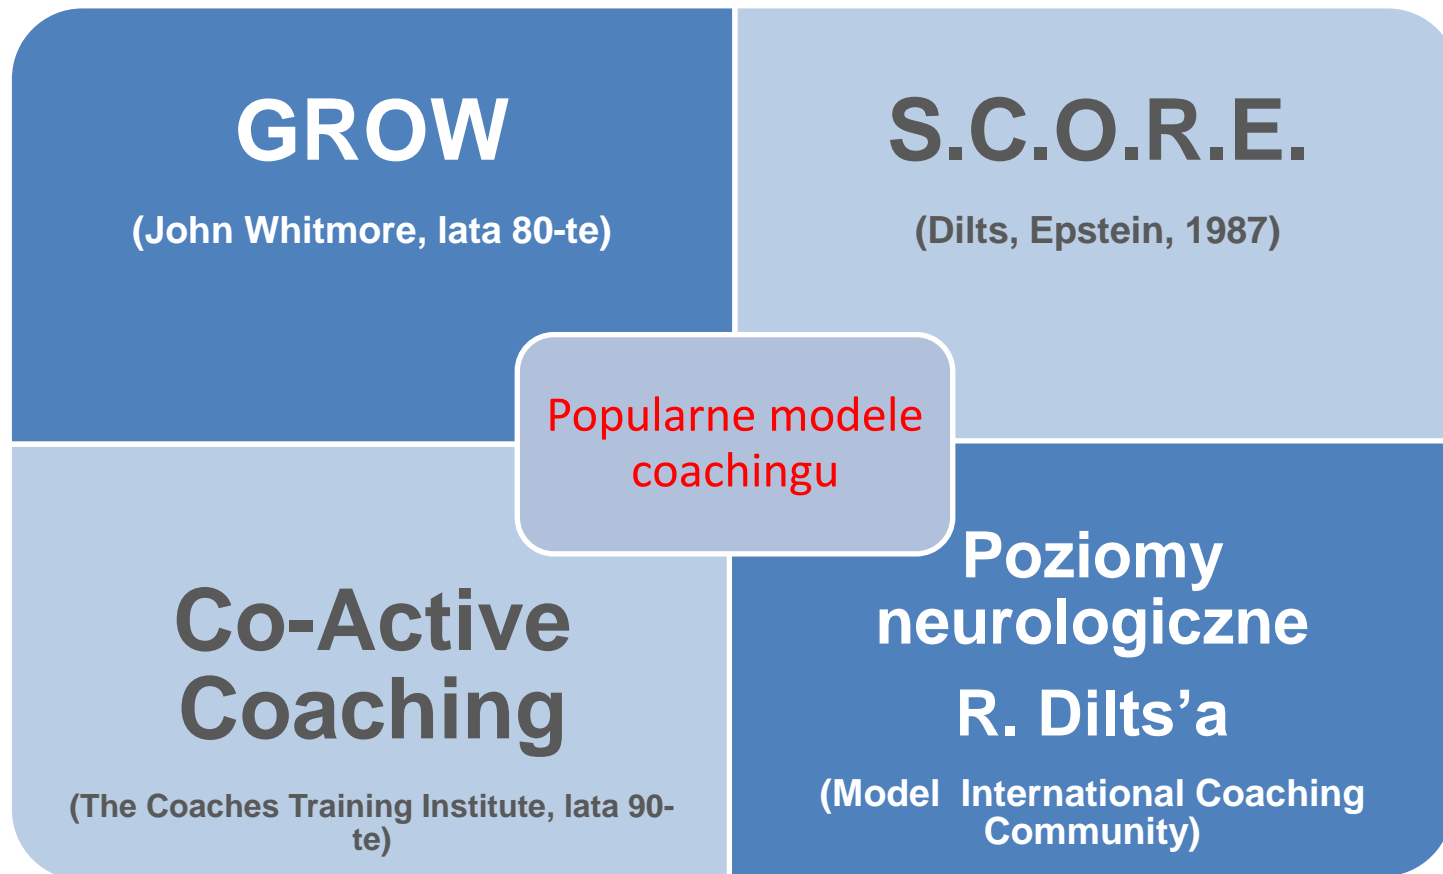 GROW
(John Whitmore, lata 80-te)
S.C.O.R.E.
(Dilts, Epstein, 1987)
Popularne modele
coachingu
Co-Active
Coaching
(The Coaches Training Institute, lata 90-
te)
Poziomy
neurologiczne
R. Dilts’a
(Model  International Coaching
Community)